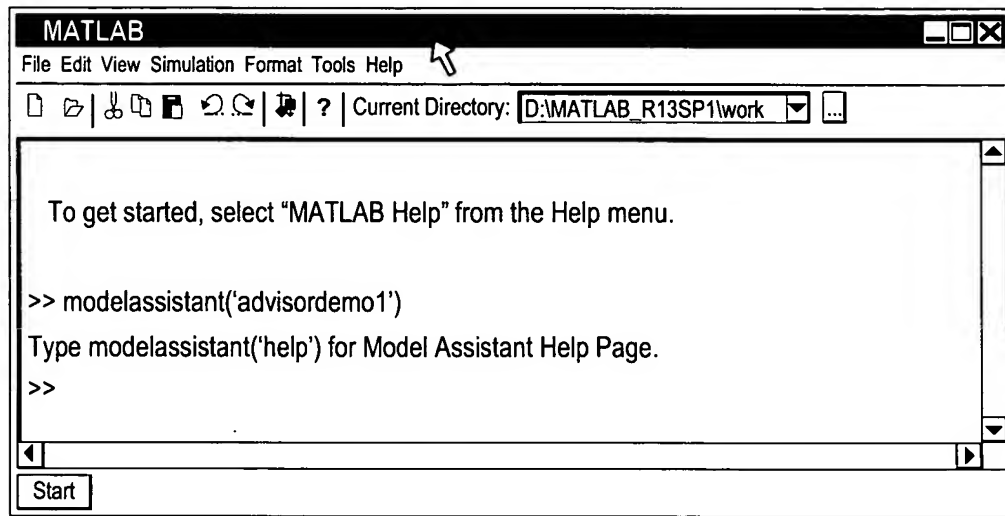 MATLAB
File Edit View Simulation Format Tools Help
? Current Directory: D:\MATLAB_R13SP1\work ...
To get started, select “MATLAB Help” from the Help menu.
>> modelassistant(‘advisordemo1’)
Type modelassistant(‘help’) for Model Assistant Help Page.
>>
Start